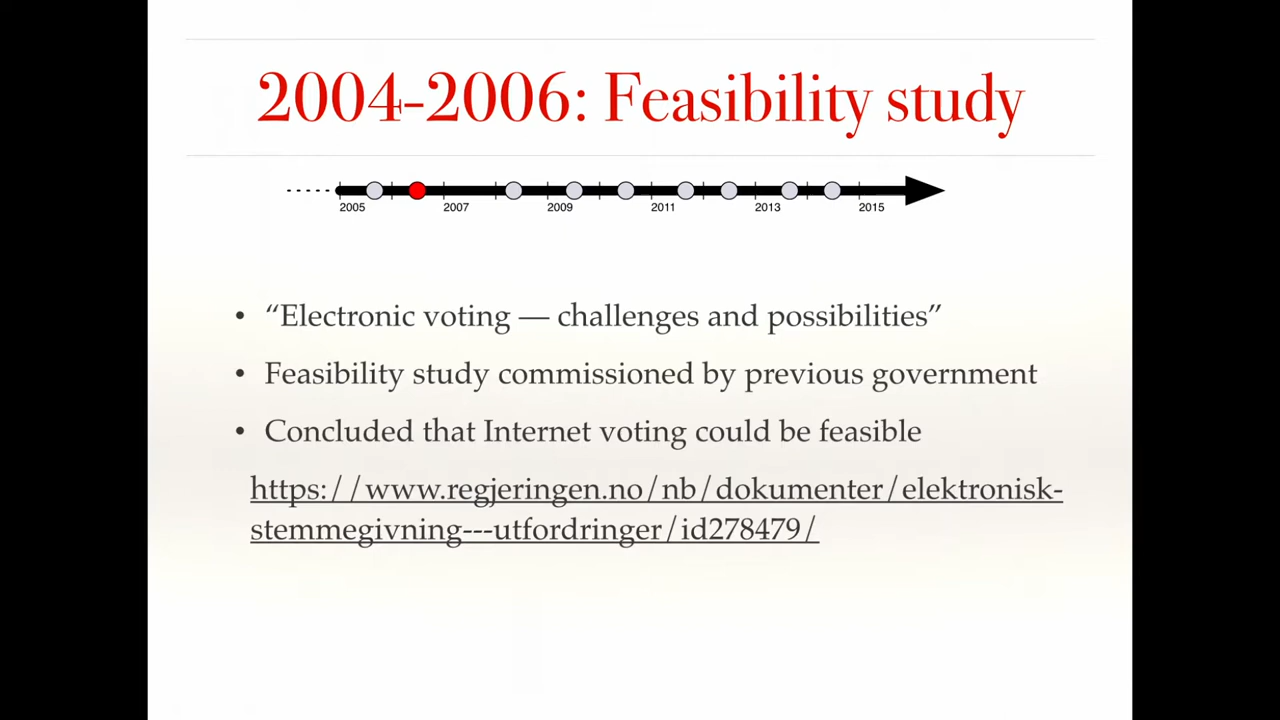 2004-2006: Feasibility study
2005 2007 2009 2011 2013 2015
• “Electronic voting — challenges and possibilities”
• Feasibility study commissioned by previous government
• Concluded that Internet voting could be feasible
https://www.regjeringen.no/nb/dokumenter/elektronisk-
stemmegivning---utfordringer/id278479/